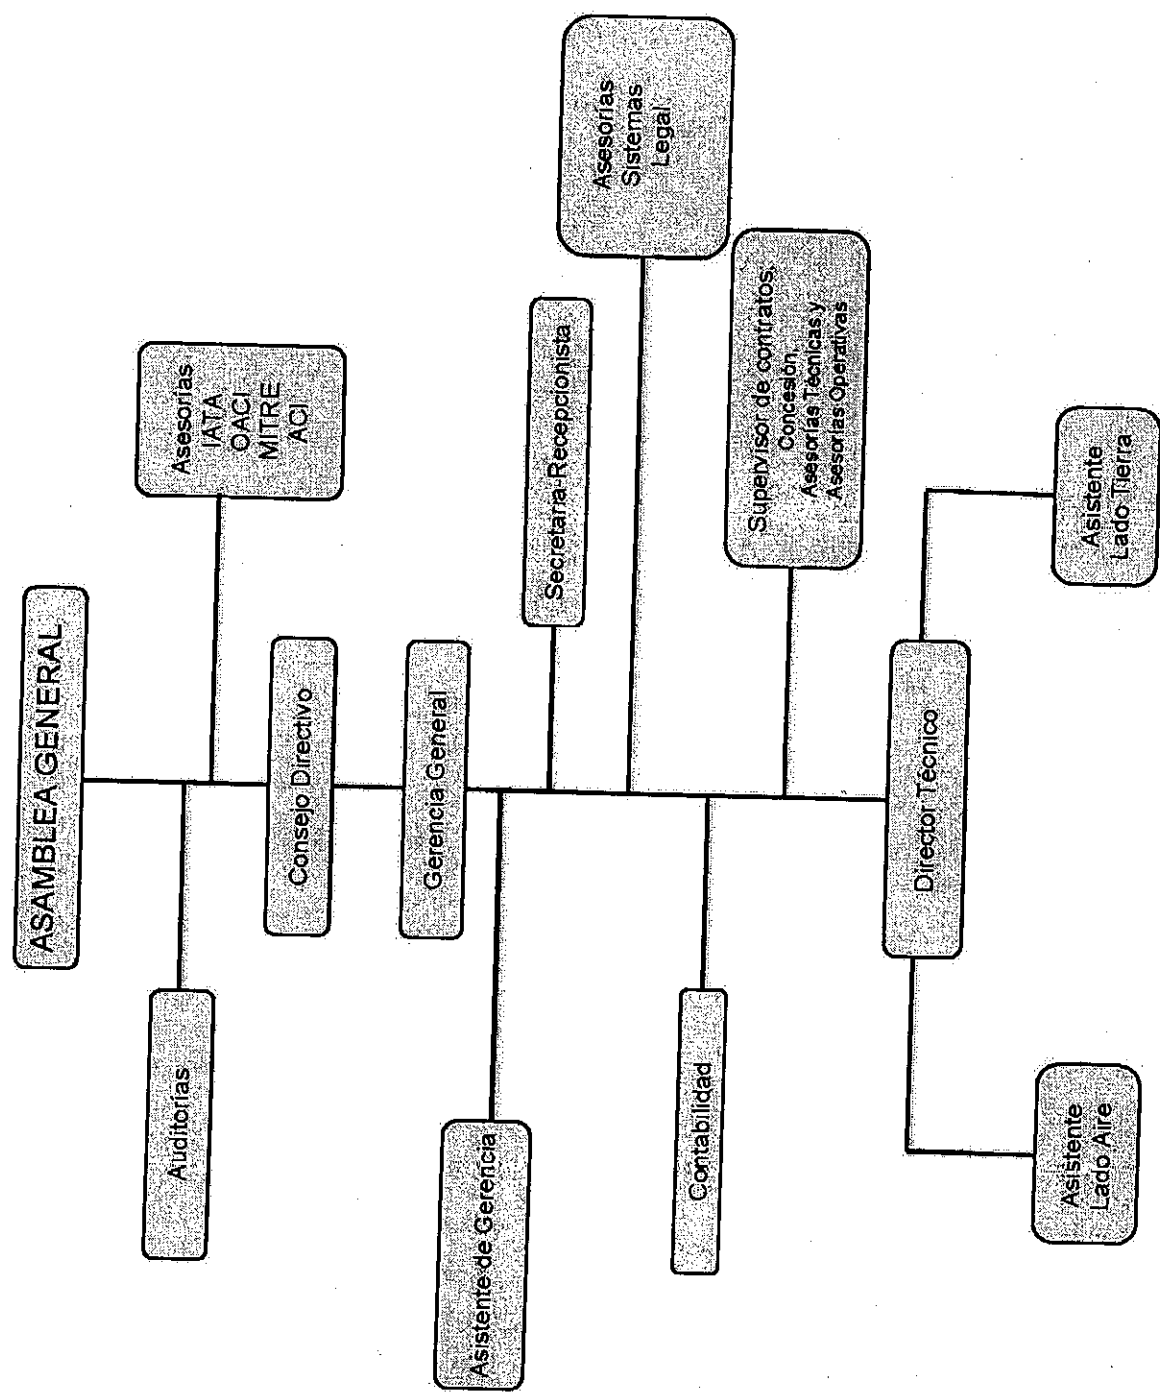 ASAMBLEA GENERAL
Auditorías
Asesorías
IATA,
OACI
MITRE
ACI
Consejo Directivo
Gerencia General
Asistente de Gerencia
Secretaria-Recepcionista
Asesorías
Sistemas
Legal
Contabilidad
Supervisor de contratos,
Concesión,
Asesorías Técnicas y
Asesorías Operativas
Director Técnico
Asistente
Lado Aire
Asistente
Lado Tierra